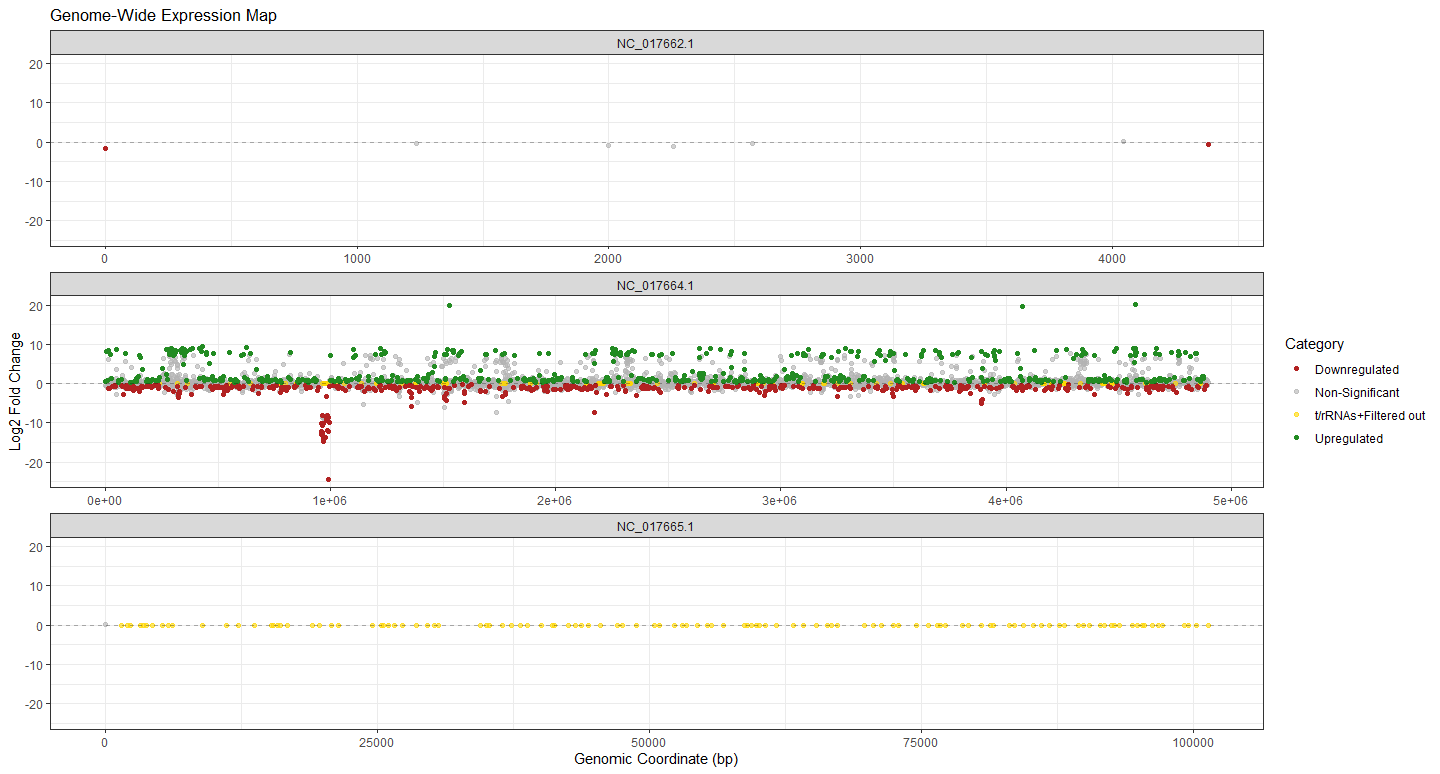 Genome-Wide Expression Map
NC_017662.1
20
10
0
-10
-20
0 1000 2000 3000 4000
NC_017664.1
20
10
0
-10
-20
0e+00 1e+06 2e+06 3e+06 4e+06 5e+06
Log2 Fold Change
NC_017665.1
20
10
0
-10
-20
0 25000 50000 75000 100000
Genomic Coordinate (bp)
Category
Downregulated
Non-Significant
t/rRNAs+Filtered out
Upregulated